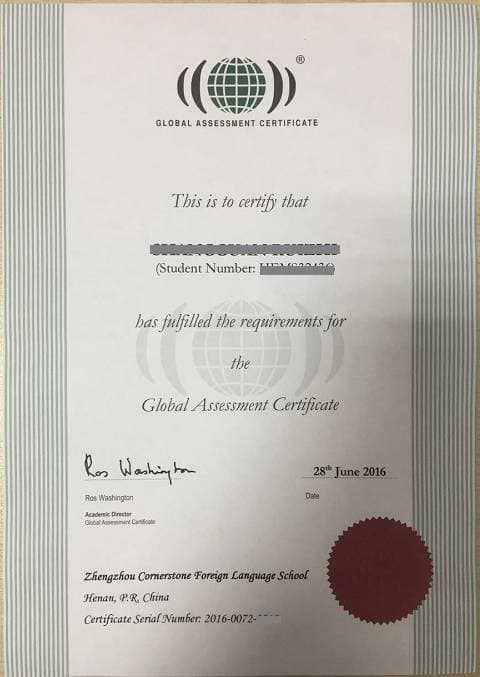 ®
GLOBAL ASSESSMENT CERTIFICATE
This is to certify that
(Student Number:
has fulfilled the requirements for
the
Global Assessment Certificate
Ros Washington
28th June 2016
Ros Washington
Date
Academic Director
Global Assessment Certificate
Zhengzhou Cornerstone Foreign Language School
Henan, P.R. China
Certificate Serial Number: 2016-0072-